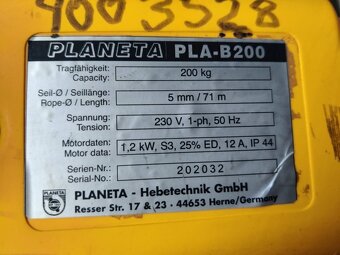 4003528
PLANETA PLA-B200
Tragfähigkeit: 200 kg
Capacity:
Seil-Ø / Seillänge: 5 mm / 71 m
Rope-Ø / Length:
Spannung: 230 V, 1-ph, 50 Hz
Tension:
Motordaten: 1,2 kW, S3, 25% ED, 12 A, IP 44
Motor data:
Serien-Nr.: 202032
Serial-No.:
PLANETA - Hebetechnik GmbH
Resser Str. 17 & 23 · 44653 Herne/Germany